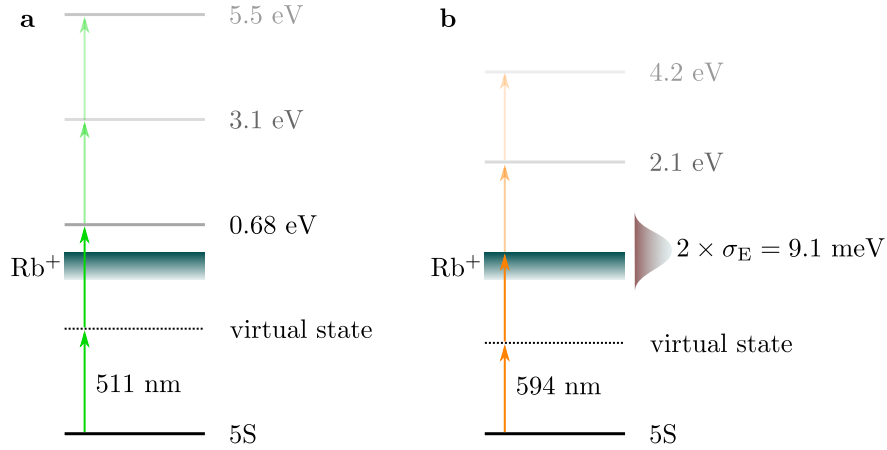 a
5.5 eV
3.1 eV
0.68 eV
Rb⁺
virtual state
511 nm
5S
b
4.2 eV
2.1 eV
2 × σ_E = 9.1 meV
Rb⁺
virtual state
594 nm
5S